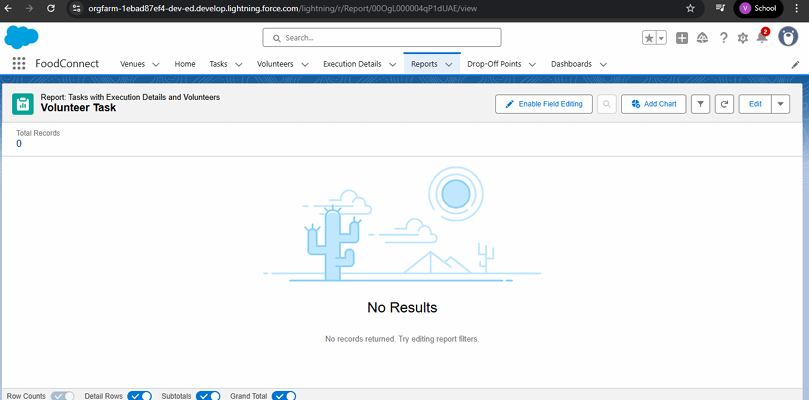 orgfarm-1ebad87ef4-dev-ed.develop.lightning.force.com/lightning/r/Report/00OgL000004qP1dUAE/view
V School
Search...
2
FoodConnect Venues Home Tasks Volunteers Execution Details Reports Drop-Off Points Dashboards
Report: Tasks with Execution Details and Volunteers
Volunteer Task
Enable Field Editing Add Chart Edit
Total Records
0
No Results
No records returned. Try editing report filters.
Row Counts Detail Rows Subtotals Grand Total